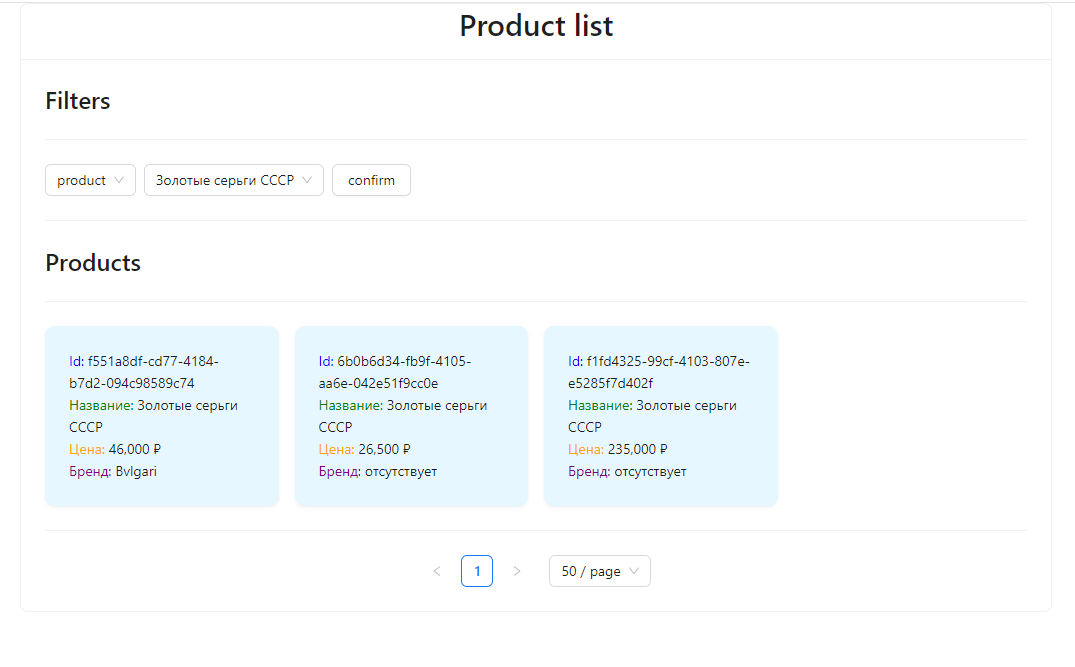 Product list
Filters
product
Золотые серьги СССР
confirm
Products
Id: f551a8df-cd77-4184-
b7d2-094c98589c74
Название: Золотые серьги
СССР
Цена: 46,000 ₽
Бренд: Bvlgari
Id: 6b0b6d34-fb9f-4105-
aa6e-042e51f9cc0e
Название: Золотые серьги
СССР
Цена: 26,500 ₽
Бренд: отсутствует
Id: f1fd4325-99cf-4103-807e-
e5285f7d402f
Название: Золотые серьги
СССР
Цена: 235,000 ₽
Бренд: отсутствует
1
50 / page